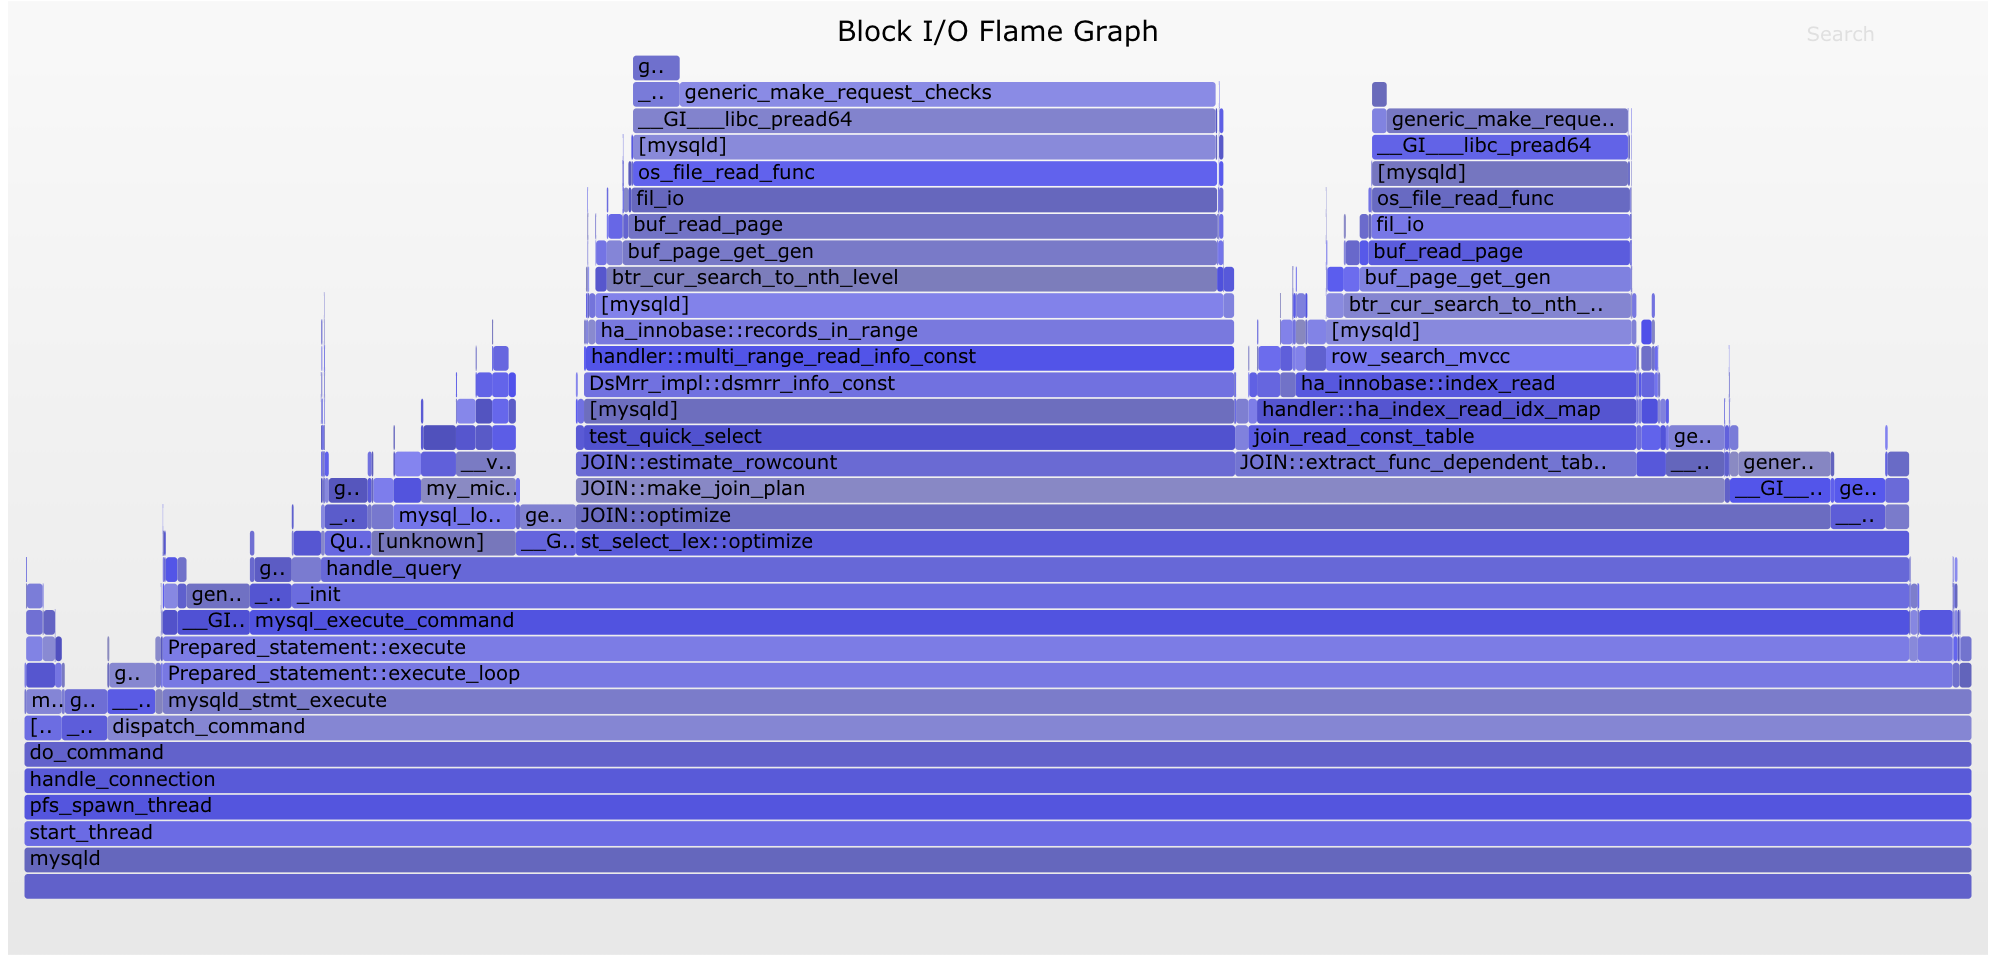 Block I/O Flame Graph
Search
g..
_.. generic_make_request_checks
__GI___libc_pread64 generic_make_reque..
[mysqld] __GI___libc_pread64
os_file_read_func [mysqld]
fil_io os_file_read_func
buf_read_page fil_io
buf_page_get_gen buf_read_page
btr_cur_search_to_nth_level buf_page_get_gen
[mysqld] btr_cur_search_to_nth_..
ha_innobase::records_in_range [mysqld]
handler::multi_range_read_info_const row_search_mvcc
DsMrr_impl::dsmrr_info_const ha_innobase::index_read
[mysqld] handler::ha_index_read_idx_map
test_quick_select join_read_const_table ge..
__v.. JOIN::estimate_rowcount JOIN::extract_func_dependent_tab.. __.. gener..
g.. my_mic.. JOIN::make_join_plan __GI__.. ge..
_.. mysql_lo.. ge.. JOIN::optimize __..
Qu.. [unknown] __G.. st_select_lex::optimize
g.. handle_query
gen.. _.. _init
__GI.. mysql_execute_command
Prepared_statement::execute
g.. Prepared_statement::execute_loop
m.. g.. __.. mysqld_stmt_execute
[.. _.. dispatch_command
do_command
handle_connection
pfs_spawn_thread
start_thread
mysqld